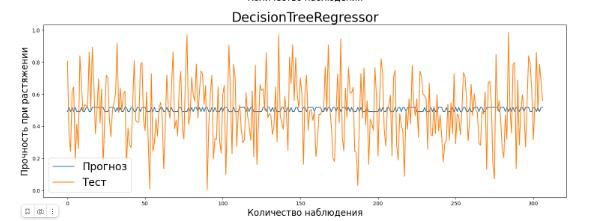 DecisionTreeRegressor
Прочность при растяжении
1.0
0.8
0.6
0.4
0.2
0.0
Прогноз
Тест
0 50 100 150 200 250 300
Количество наблюдения